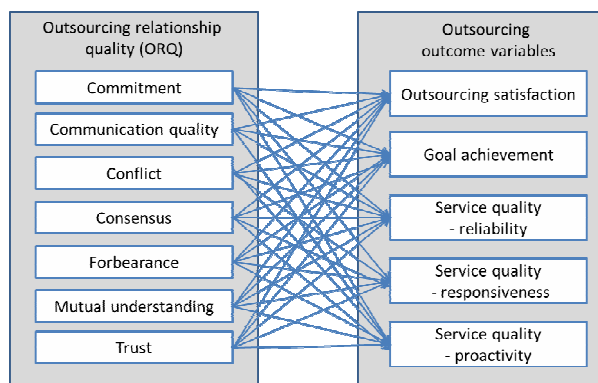 Outsourcing relationship
quality (ORQ)
Commitment
Communication quality
Conflict
Consensus
Forbearance
Mutual understanding
Trust
Outsourcing
outcome variables
Outsourcing satisfaction
Goal achievement
Service quality
- reliability
Service quality
- responsiveness
Service quality
- proactivity